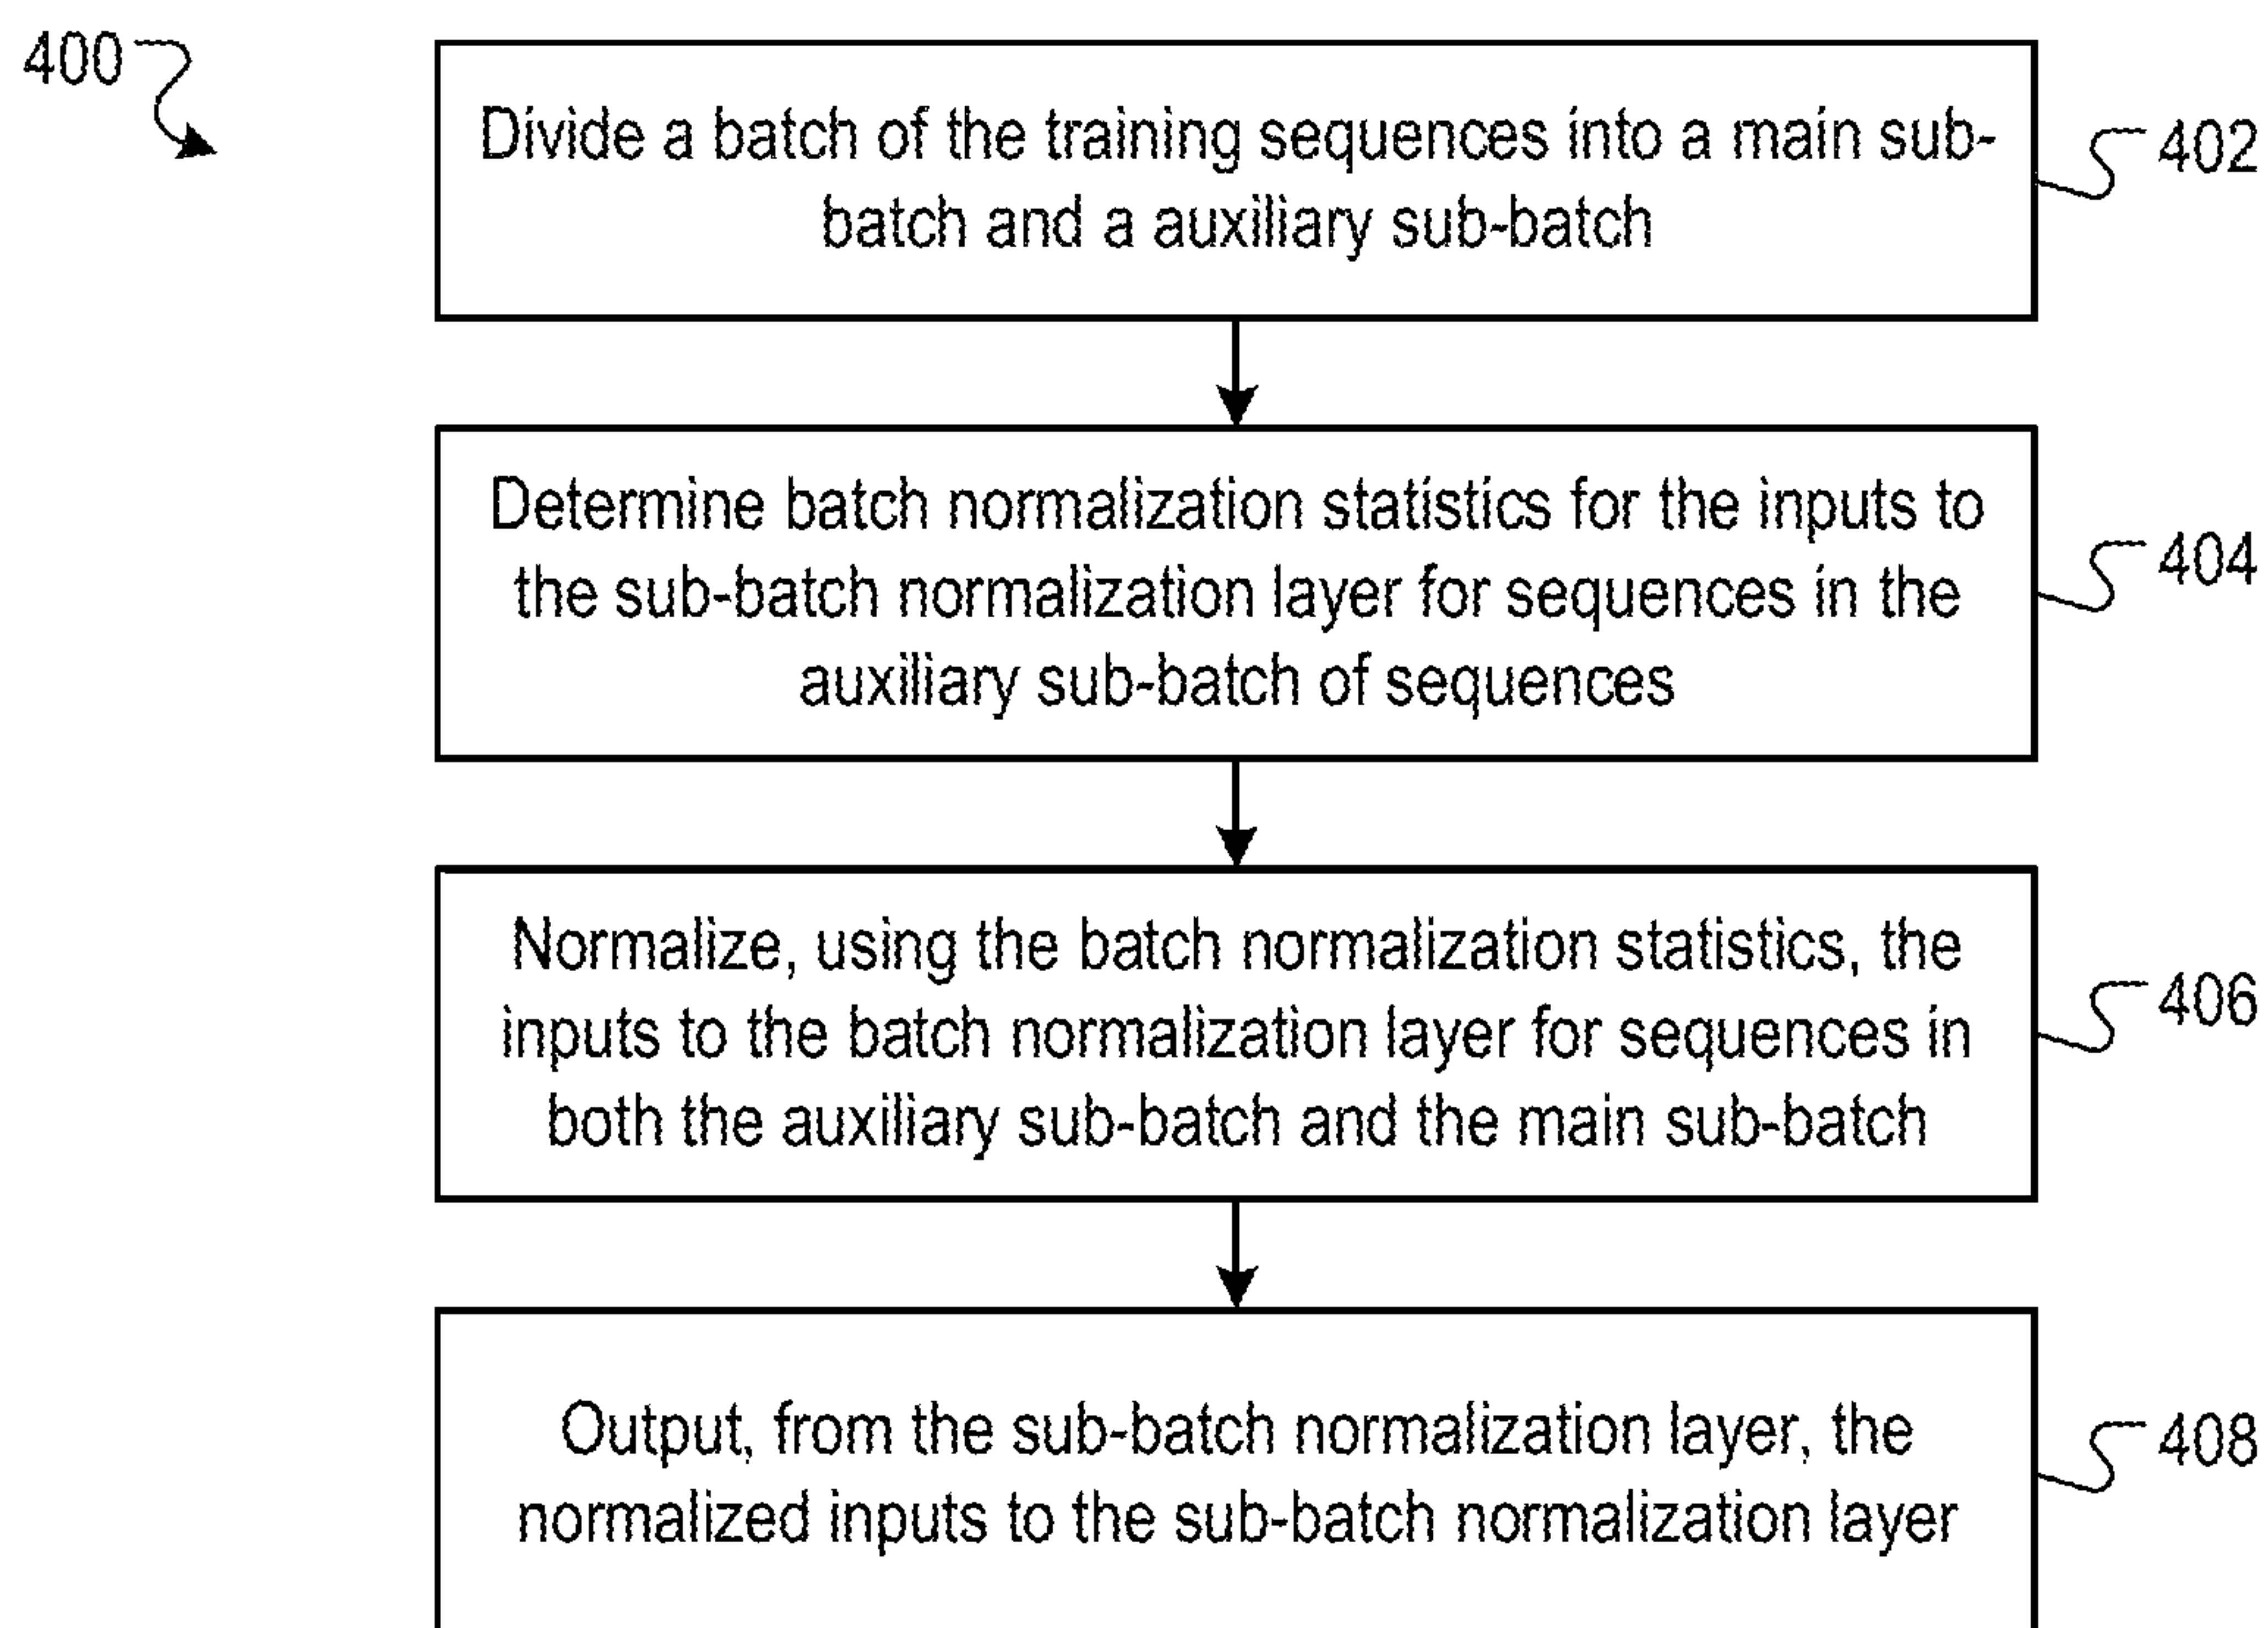 400
Divide a batch of the training sequences into a main sub-
batch and a auxiliary sub-batch
402
Determine batch normalization statistics for the inputs to
the sub-batch normalization layer for sequences in the
auxiliary sub-batch of sequences
404
Normalize, using the batch normalization statistics, the
inputs to the batch normalization layer for sequences in
both the auxiliary sub-batch and the main sub-batch
406
Output, from the sub-batch normalization layer, the
normalized inputs to the sub-batch normalization layer
408